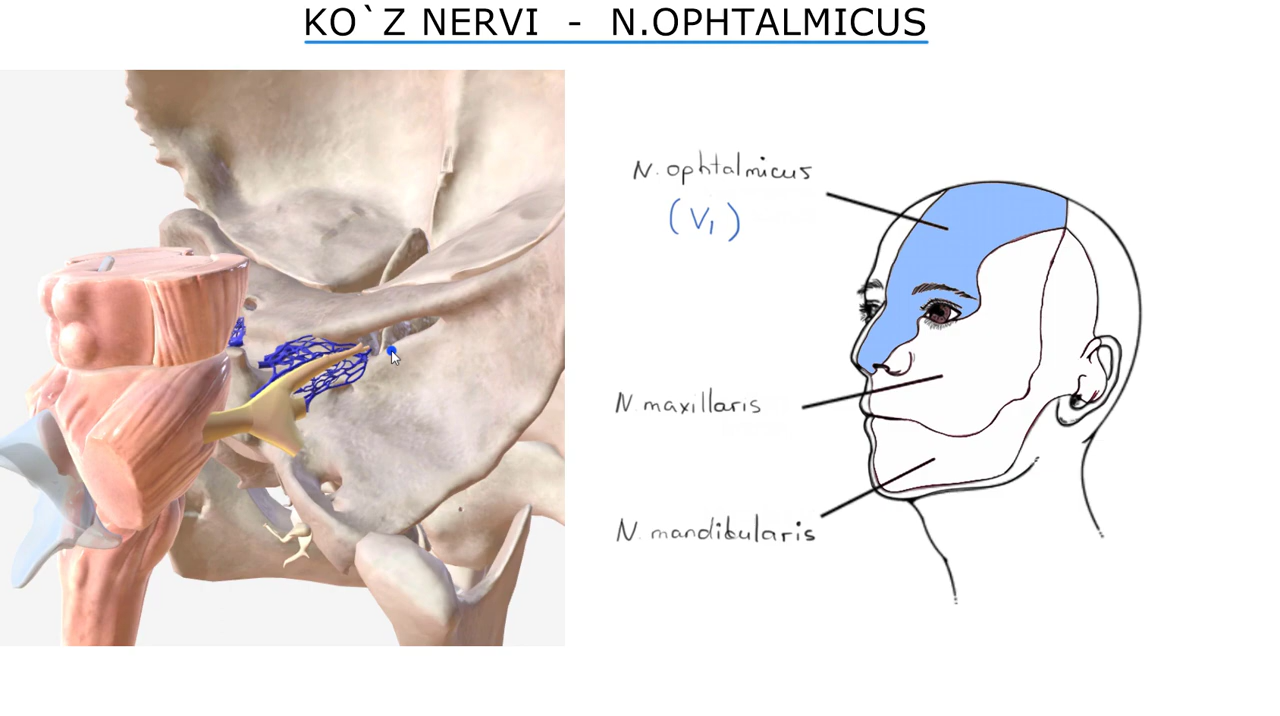 KO`Z NERVI - N.OPHTALMICUS
N. ophtalmicus
(V1)
N. maxillaris
N. mandibularis